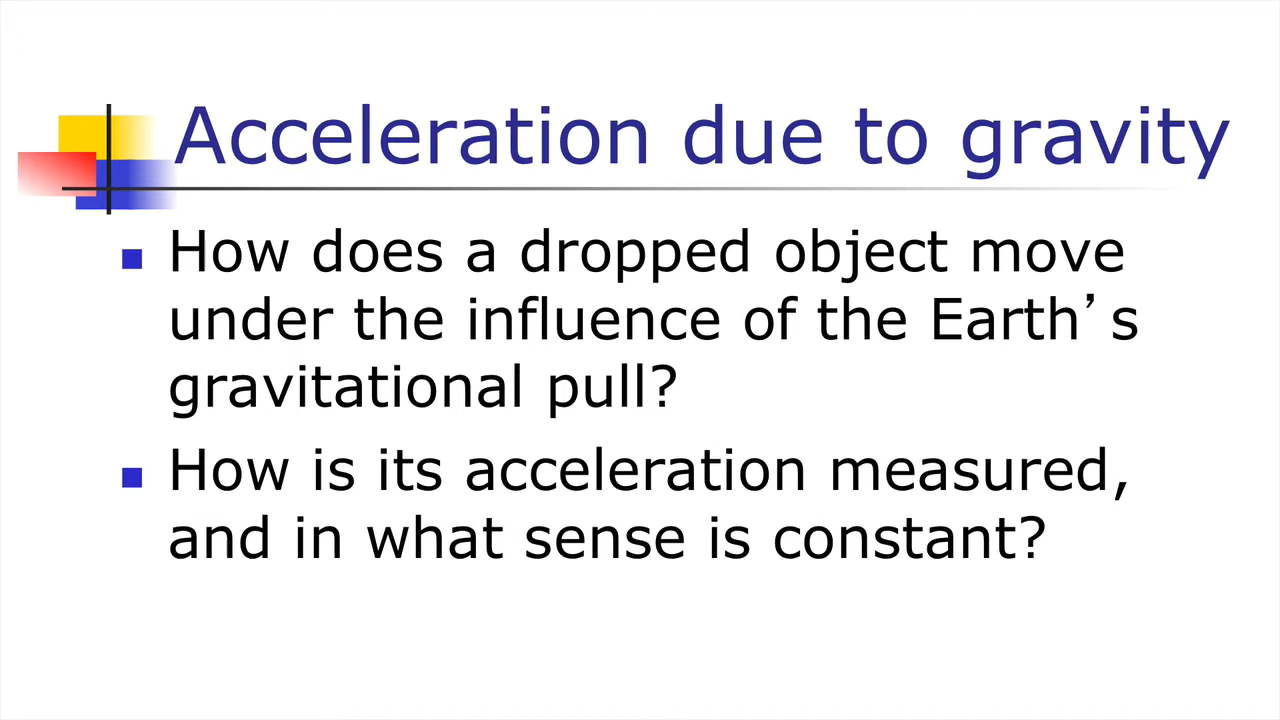 Acceleration due to gravity
How does a dropped object move
under the influence of the Earth’s
gravitational pull?
How is its acceleration measured,
and in what sense is constant?